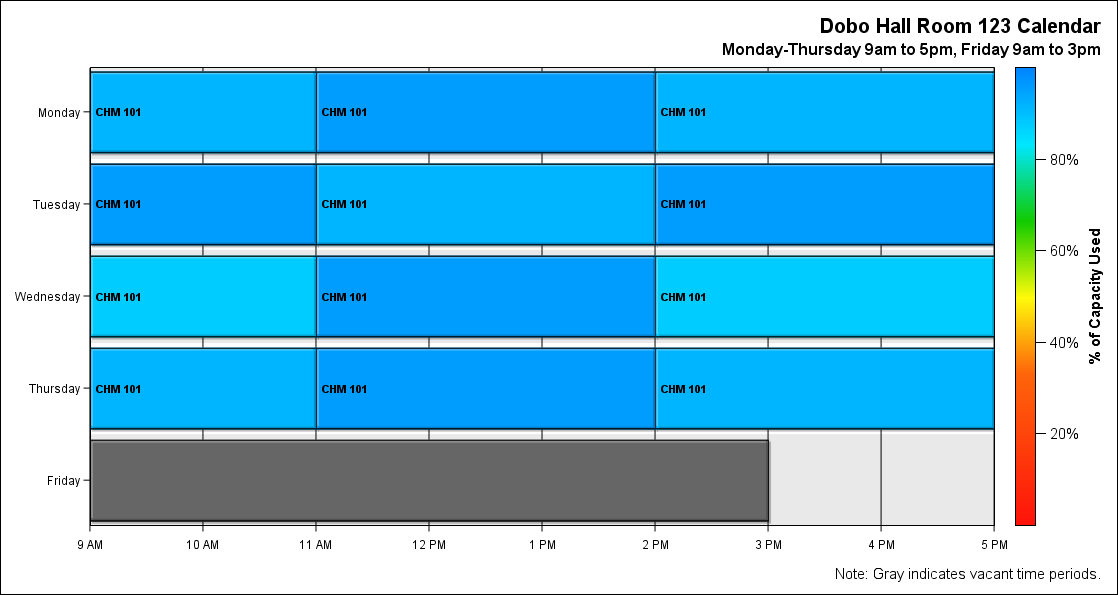 Dobo Hall Room 123 Calendar
Monday-Thursday 9am to 5pm, Friday 9am to 3pm
Monday
CHM 101
CHM 101
CHM 101
Tuesday
CHM 101
CHM 101
CHM 101
Wednesday
CHM 101
CHM 101
CHM 101
Thursday
CHM 101
CHM 101
CHM 101
Friday
9 AM
10 AM
11 AM
12 PM
1 PM
2 PM
3 PM
4 PM
5 PM
80%
60%
40%
20%
% of Capacity Used
Note: Gray indicates vacant time periods.